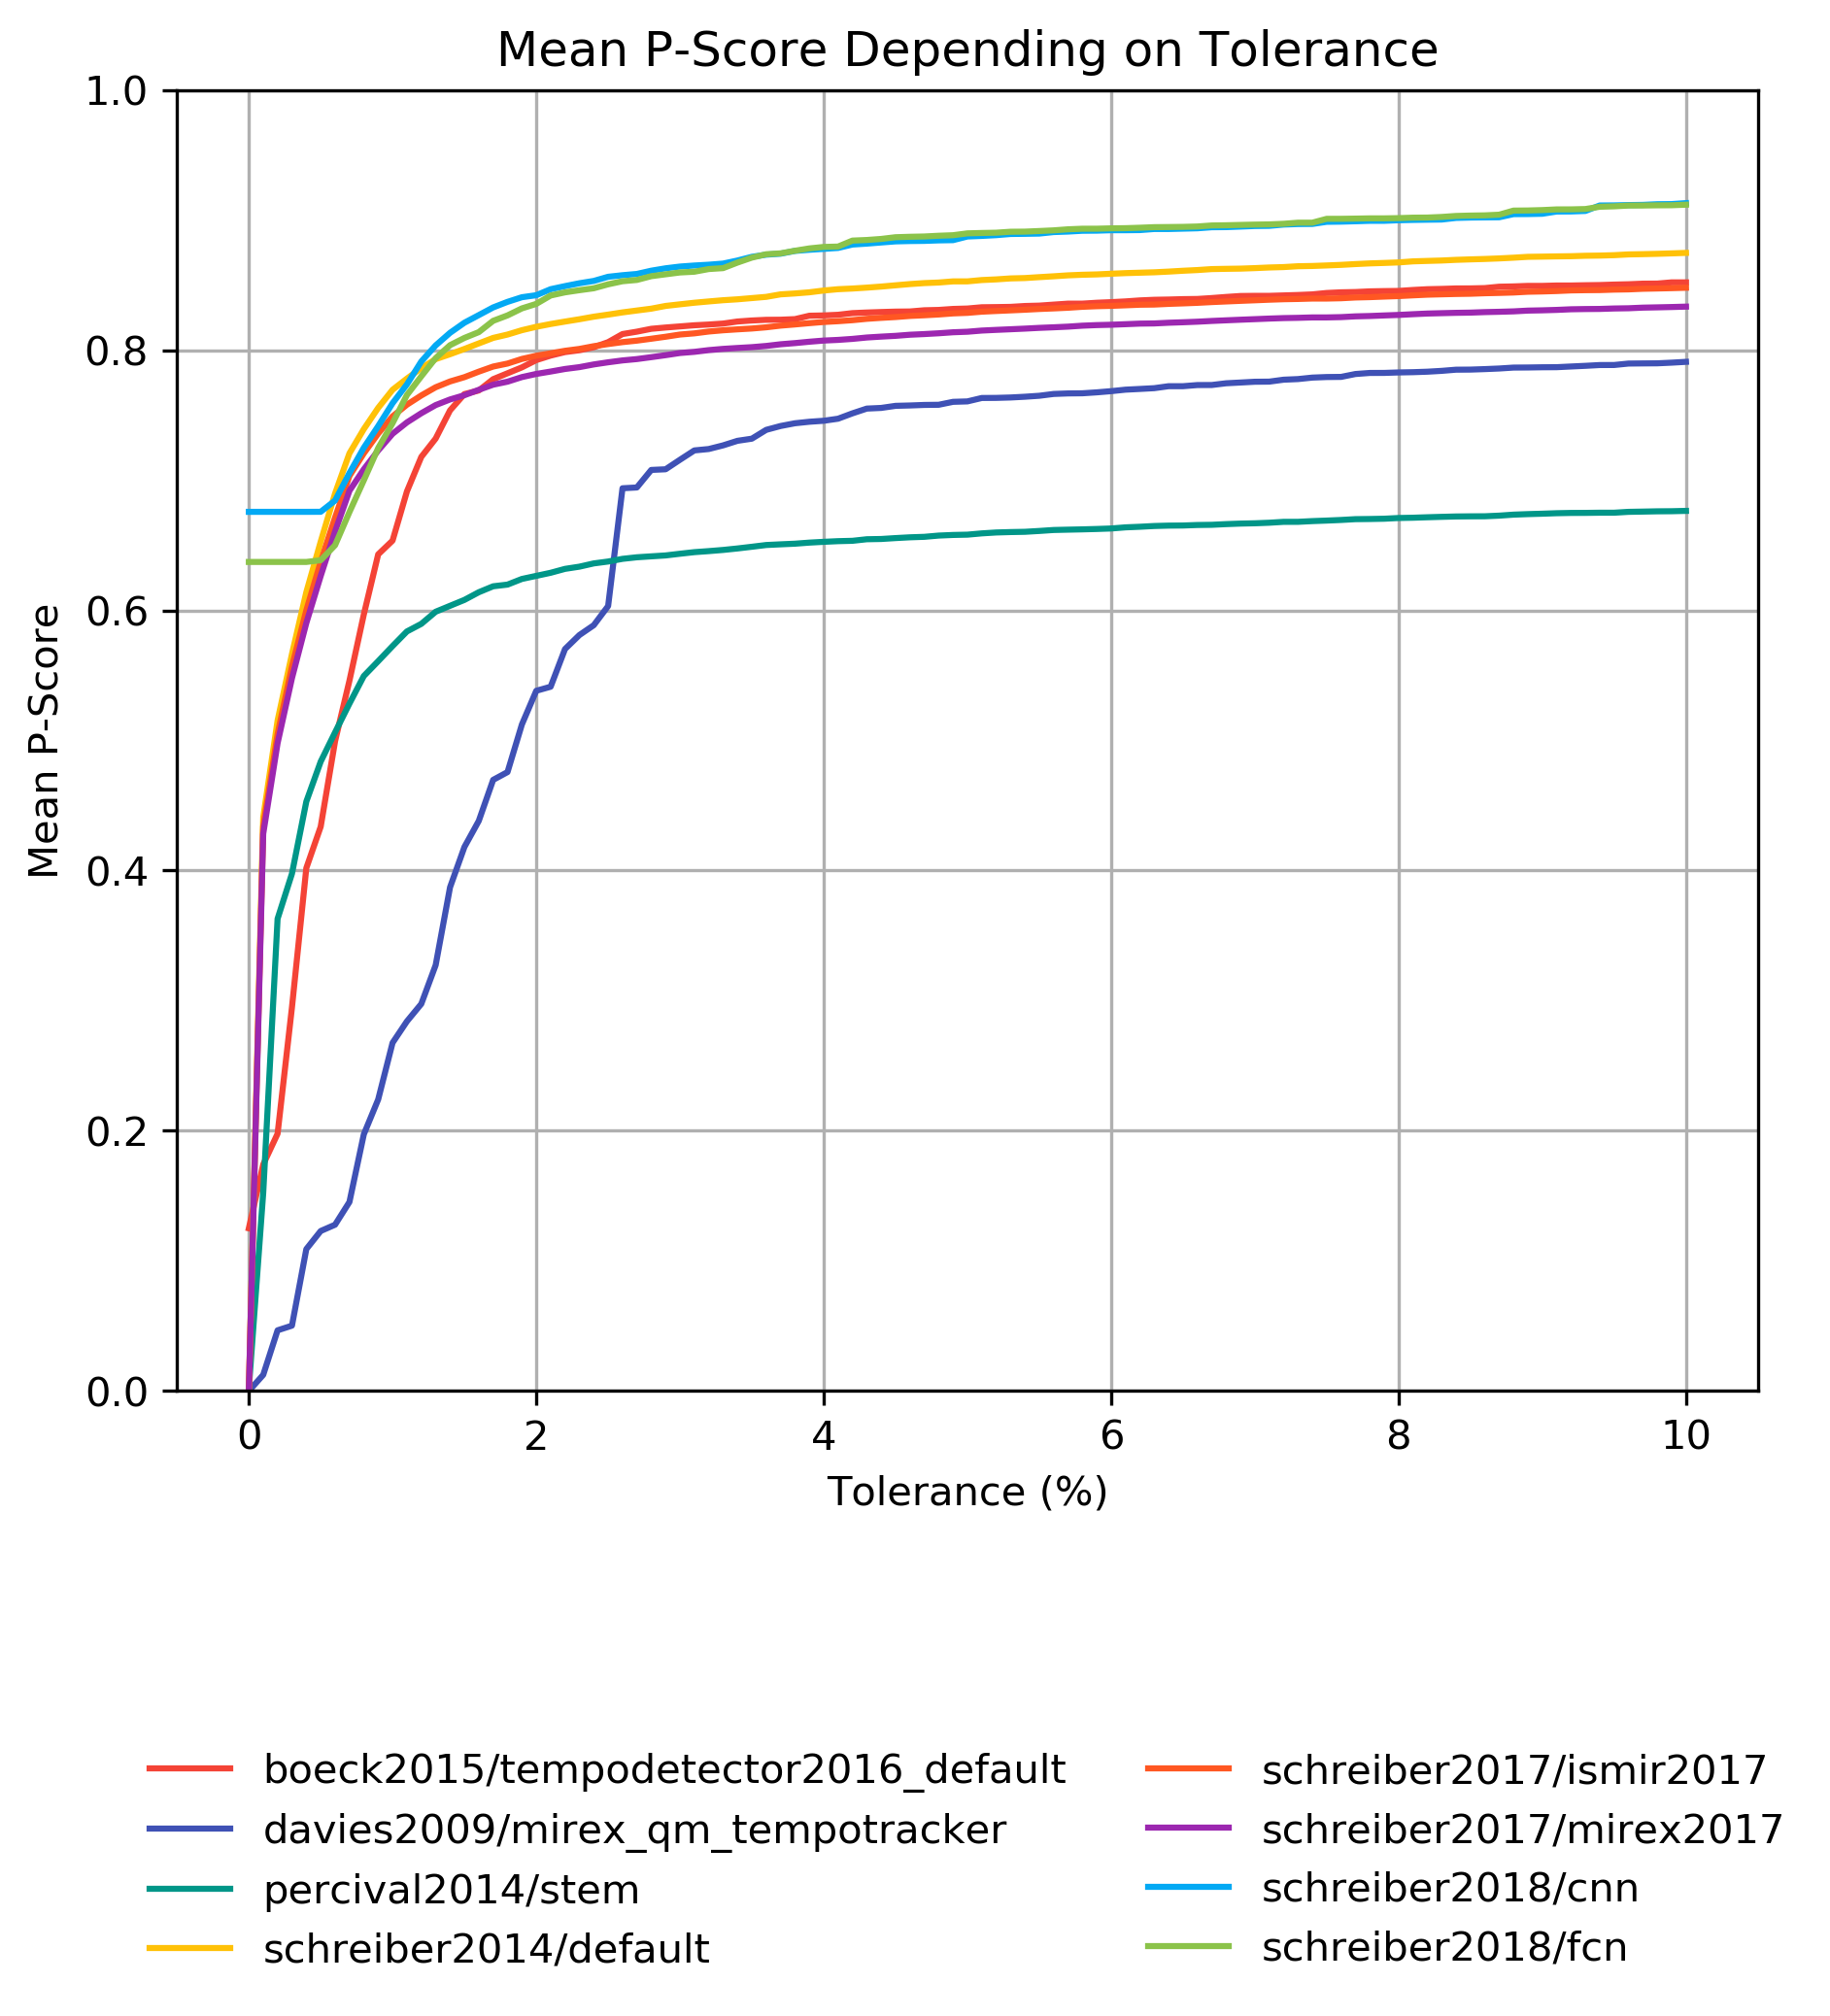 Mean P-Score Depending on Tolerance
1.0
0.8
0.6
0.4
0.2
0.0
Mean P-Score
0 2 4 6 8 10
Tolerance (%)
boeck2015/tempodetector2016_default
davies2009/mirex_qm_tempotracker
percival2014/stem
schreiber2014/default
schreiber2017/ismir2017
schreiber2017/mirex2017
schreiber2018/cnn
schreiber2018/fcn